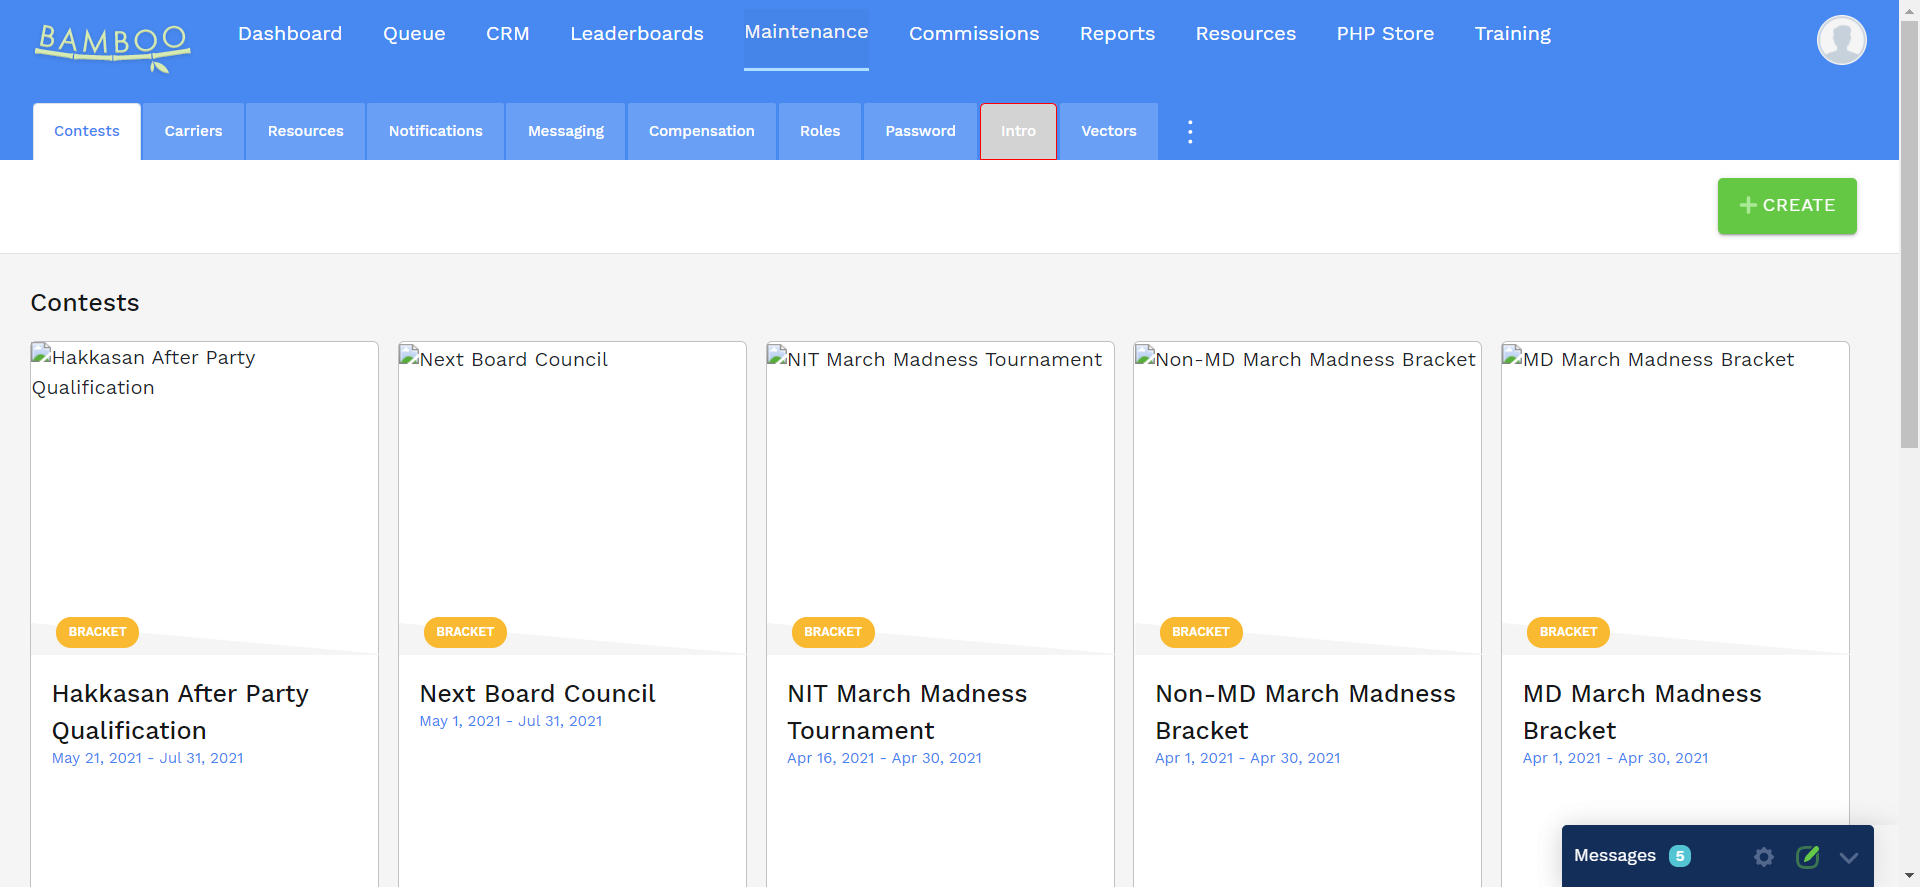 BAMBOO
Dashboard Queue CRM Leaderboards Maintenance Commissions Reports Resources PHP Store Training
Contests Carriers Resources Notifications Messaging Compensation Roles Password Intro Vectors
CREATE
Contests
Hakkasan After Party
Qualification
Next Board Council
NIT March Madness Tournament
Non-MD March Madness Bracket
MD March Madness Bracket
BRACKET BRACKET BRACKET BRACKET BRACKET
Hakkasan After Party
Qualification
May 21, 2021 - Jul 31, 2021
Next Board Council
May 1, 2021 - Jul 31, 2021
NIT March Madness
Tournament
Apr 16, 2021 - Apr 30, 2021
Non-MD March Madness
Bracket
Apr 1, 2021 - Apr 30, 2021
MD March Madness
Bracket
Apr 1, 2021 - Apr 30, 2021
Messages 5